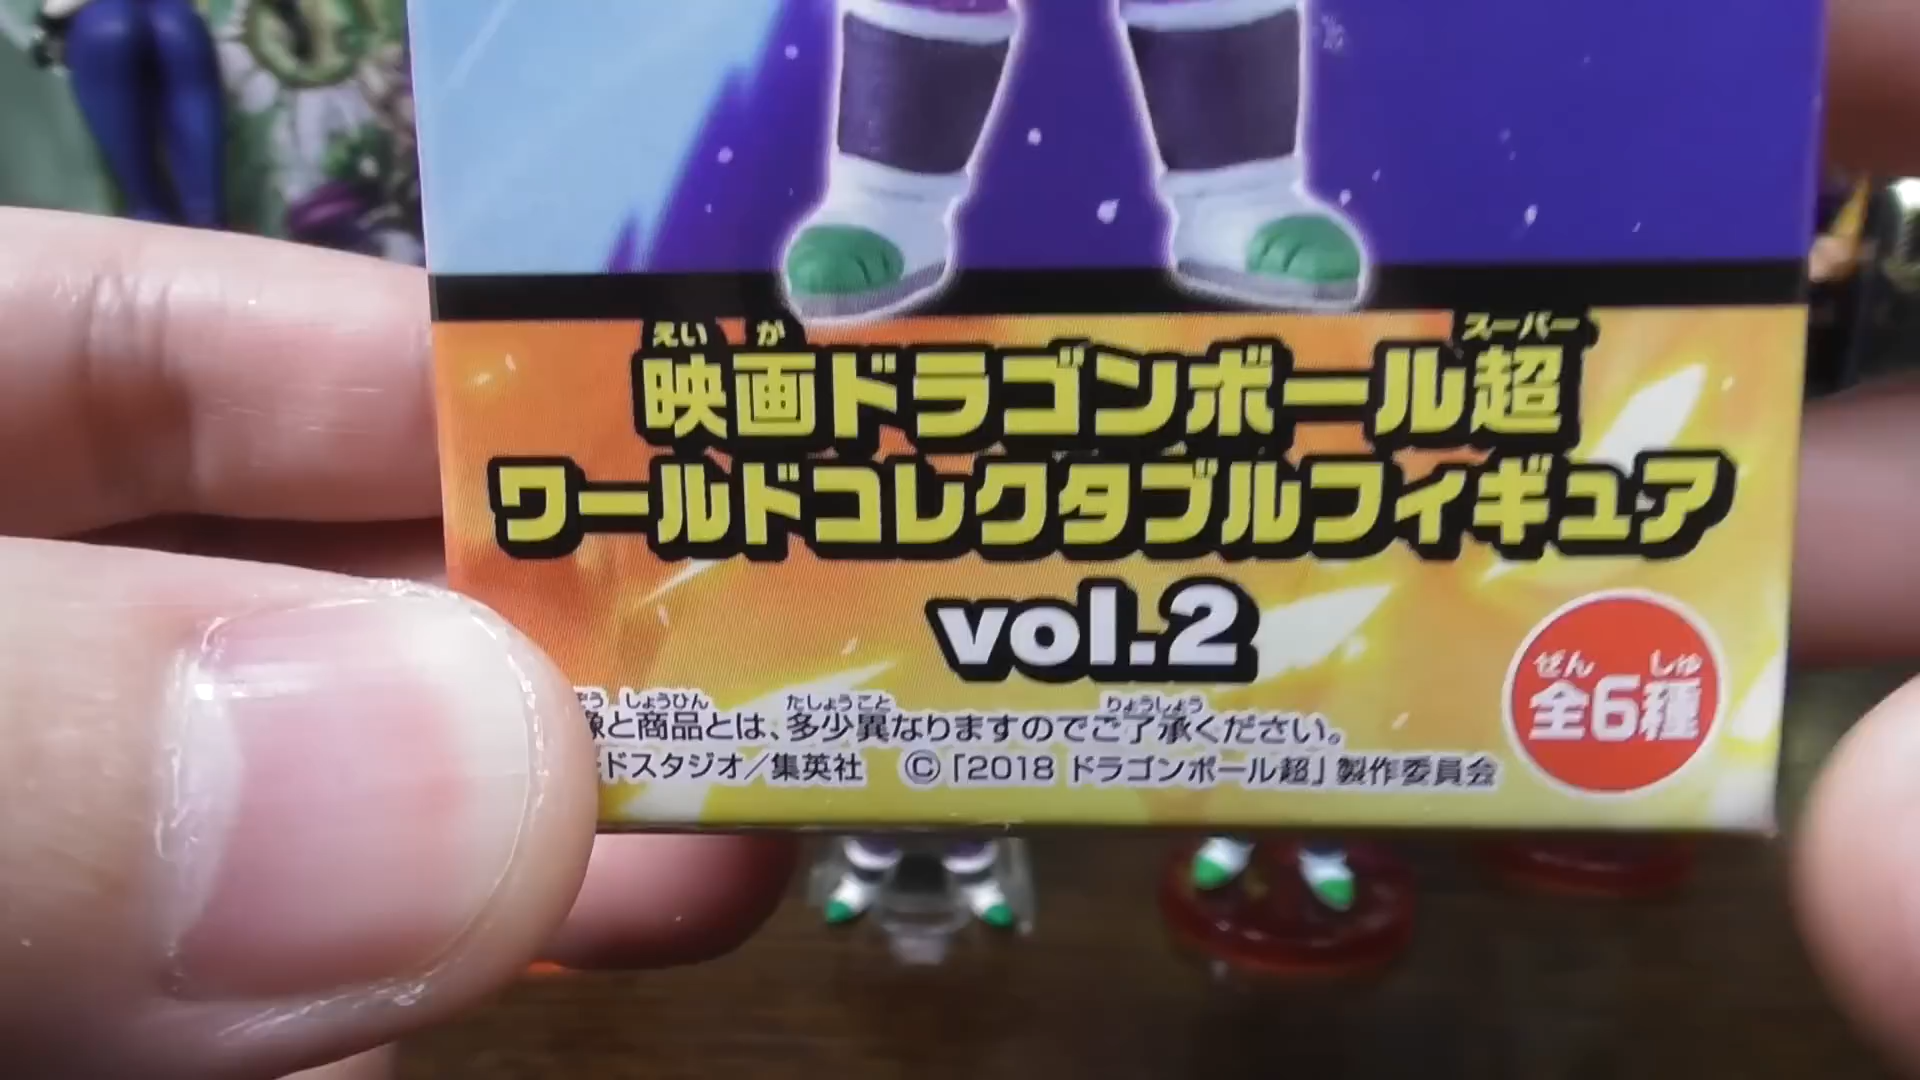 えいが スーパー
映画ドラゴンボール超
ワールドコレクタブルフィギュア
vol.2
ぜん しゅ
全6種
しょうひん たしょうこと りょうしょう
像と商品とは、多少異なりますのでご了承ください。
ドスタジオ/集英社 ©「2018 ドラゴンボール超」製作委員会